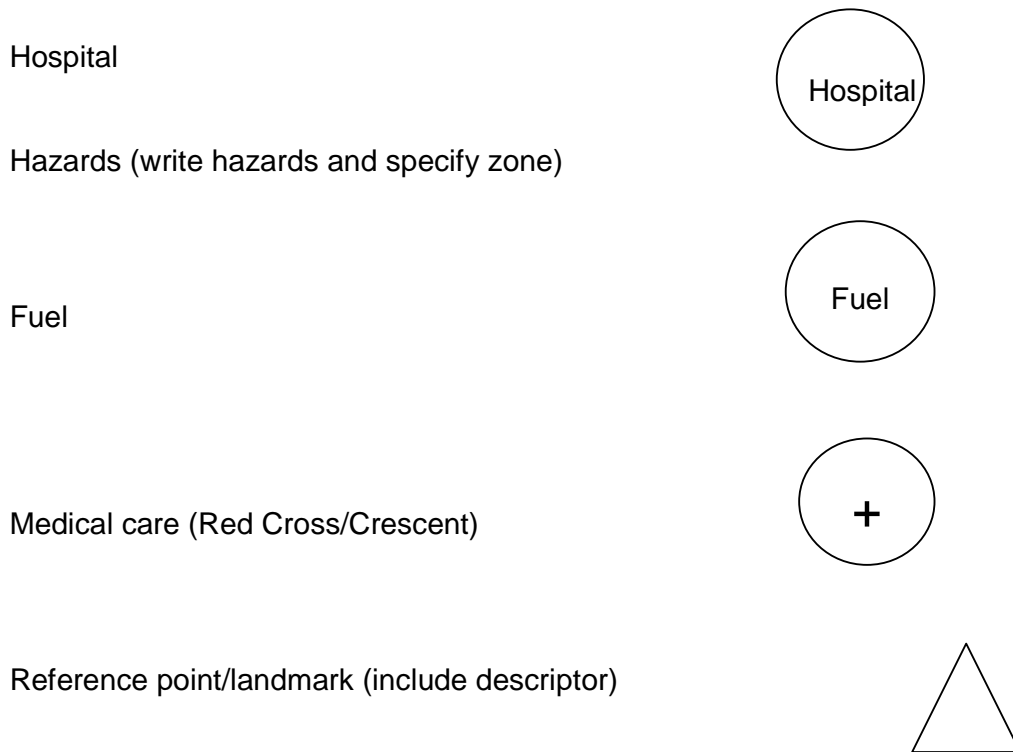 Hospital
Hospital
Hazards (write hazards and specify zone)
Fuel
Fuel
Medical care (Red Cross/Crescent)
+
Reference point/landmark (include descriptor)